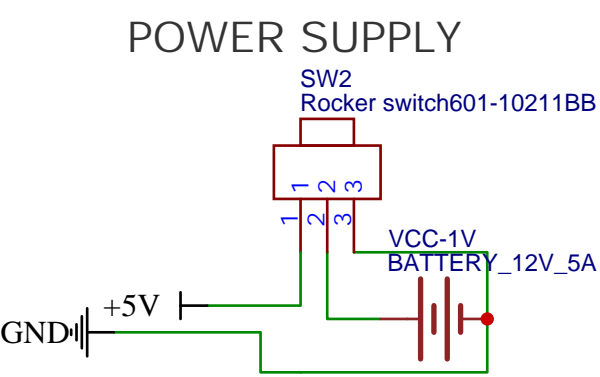 POWER SUPPLY
SW2
Rocker switch601-10211BB
1 2 3
1 2 3
VCC-1V
BATTERY_12V_5A
+5V
GND